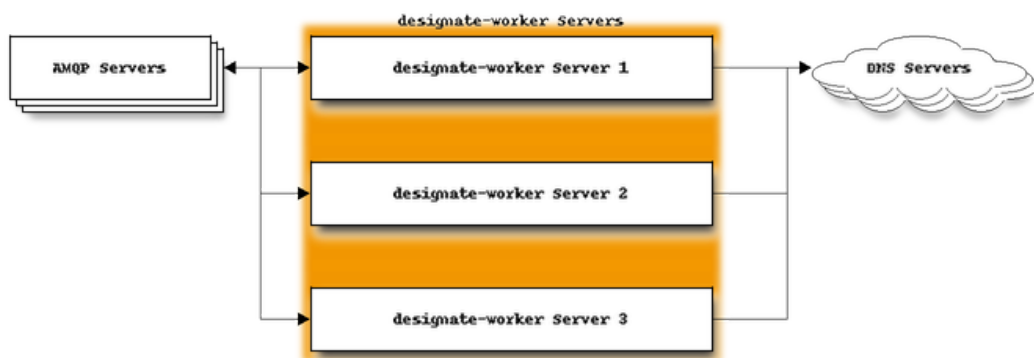 designate-worker Servers
AMQP Servers
designate-worker Server 1
DNS Servers
designate-worker Server 2
designate-worker Server 3